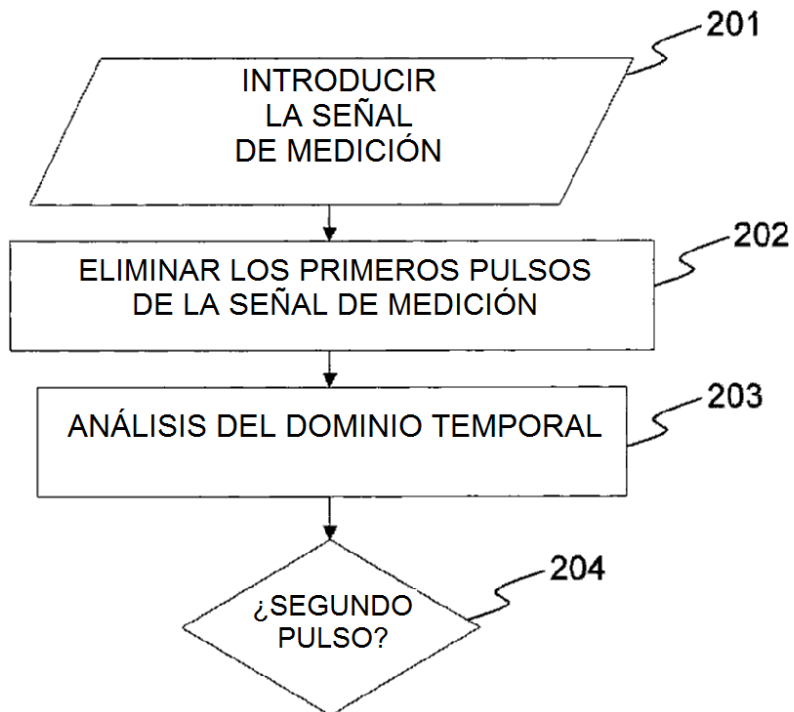 201
INTRODUCIR
LA SEÑAL
DE MEDICIÓN
202
ELIMINAR LOS PRIMEROS PULSOS
DE LA SEÑAL DE MEDICIÓN
203
ANÁLISIS DEL DOMINIO TEMPORAL
204
¿SEGUNDO
PULSO?